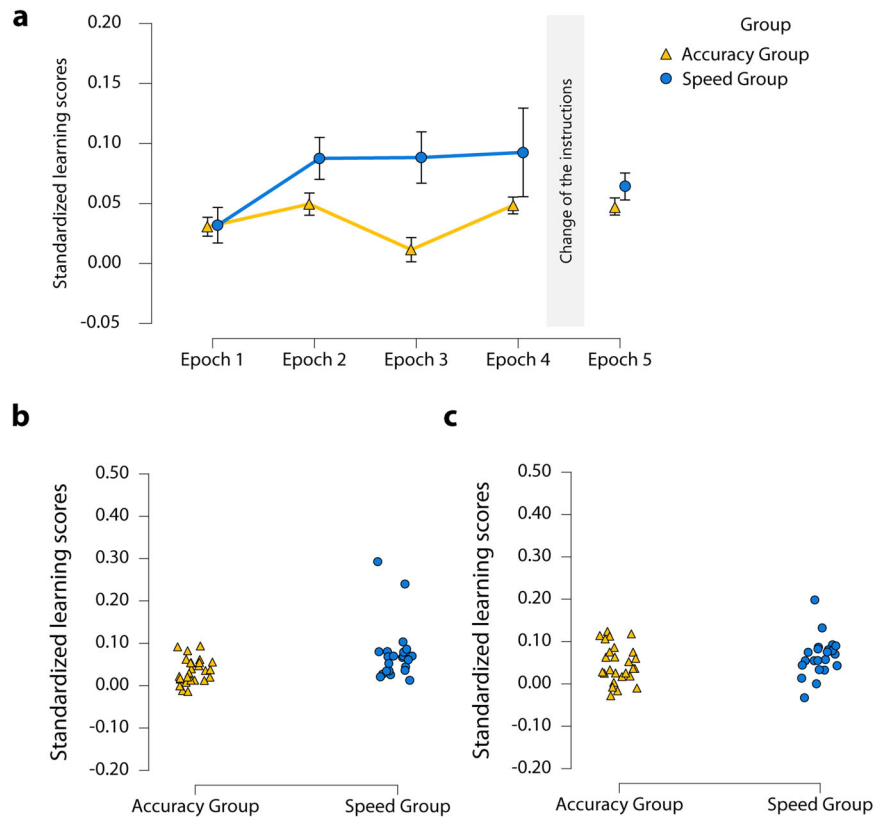 a
Standardized learning scores
0.20
0.15
0.10
0.05
0.00
-0.05
Epoch 1
Epoch 2
Epoch 3
Epoch 4
Epoch 5
Change of the instructions
Group
Accuracy Group
Speed Group
b
Standardized learning scores
0.50
0.40
0.30
0.20
0.10
0.00
-0.10
-0.20
Accuracy Group
Speed Group
c
Standardized learning scores
0.50
0.40
0.30
0.20
0.10
0.00
-0.10
-0.20
Accuracy Group
Speed Group